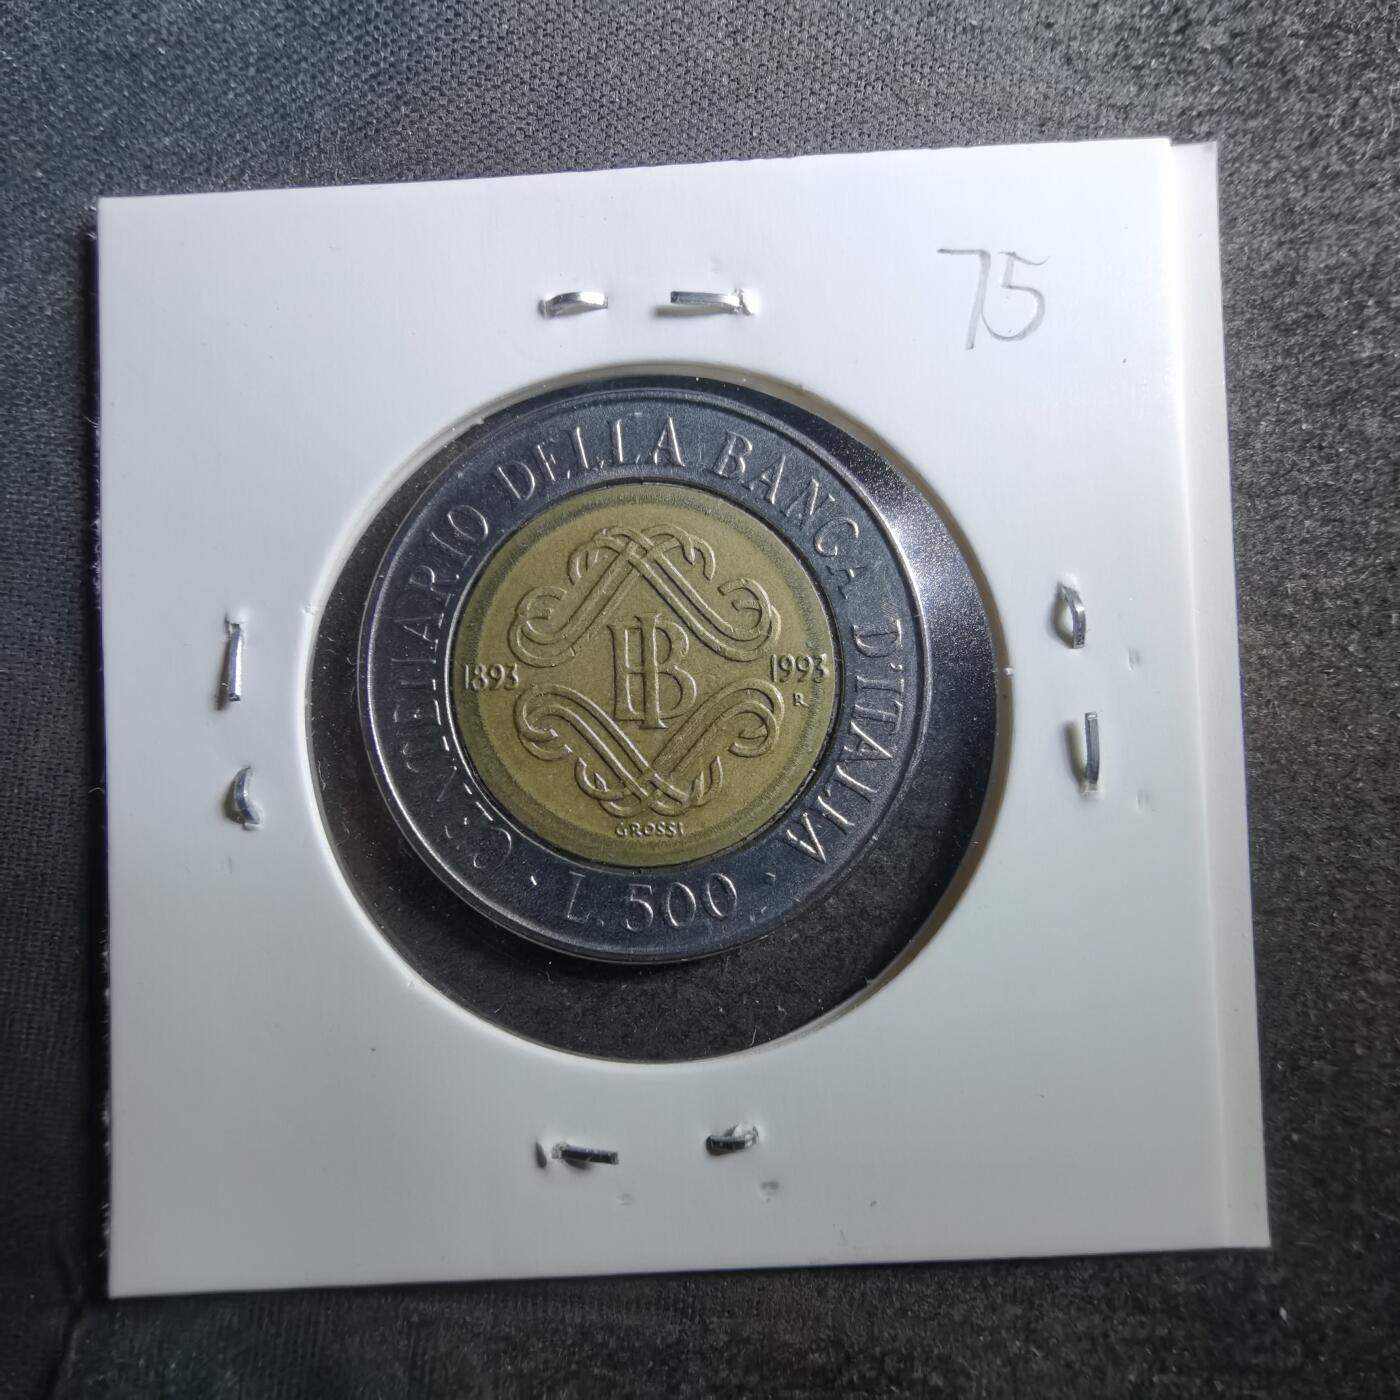 75
CENTENARIO DELLA BANCA D'ITALIA
BI
1893
1993
R
GROSSI
· L. 500 ·